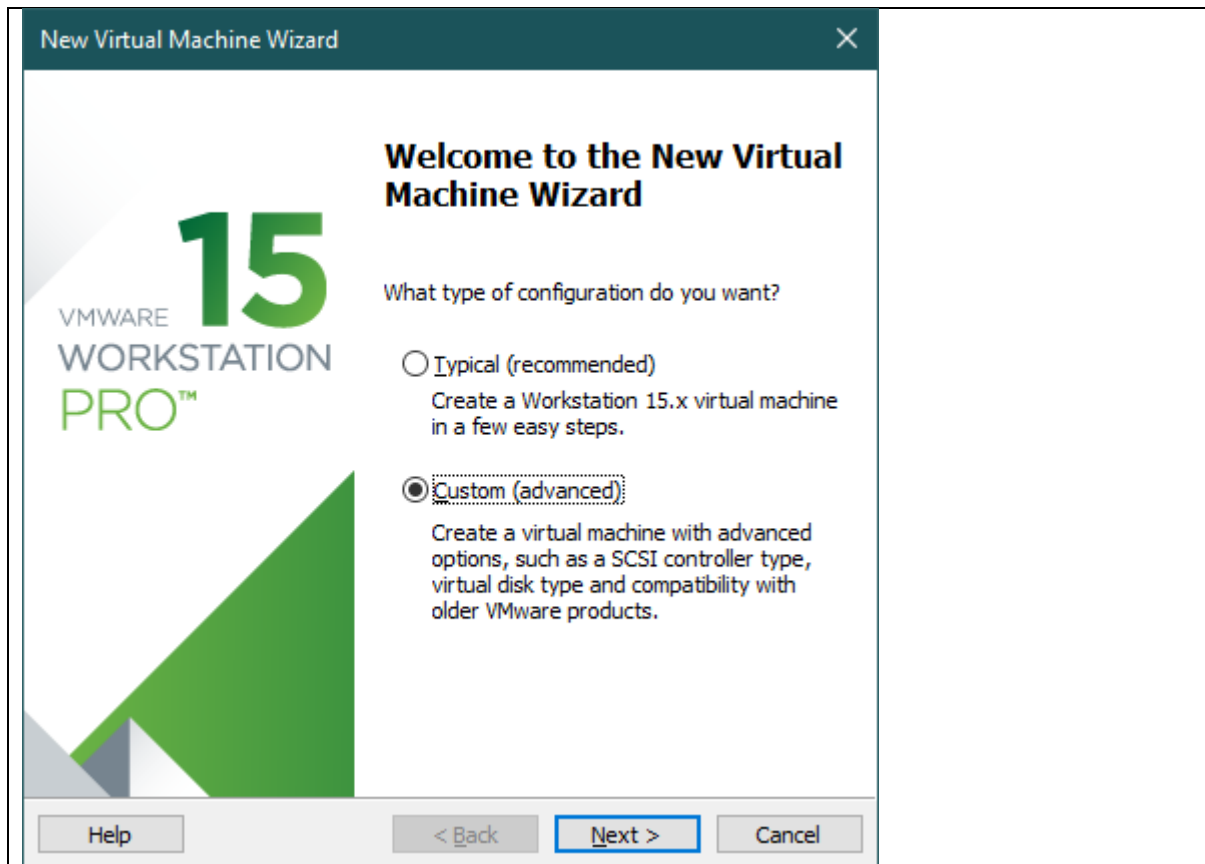 New Virtual Machine Wizard
Welcome to the New Virtual
Machine Wizard
15
VMWARE
WORKSTATION
PRO™
What type of configuration do you want?
Typical (recommended)
Create a Workstation 15.x virtual machine
in a few easy steps.
Custom (advanced)
Create a virtual machine with advanced
options, such as a SCSI controller type,
virtual disk type and compatibility with
older VMware products.
Help
< Back
Next >
Cancel